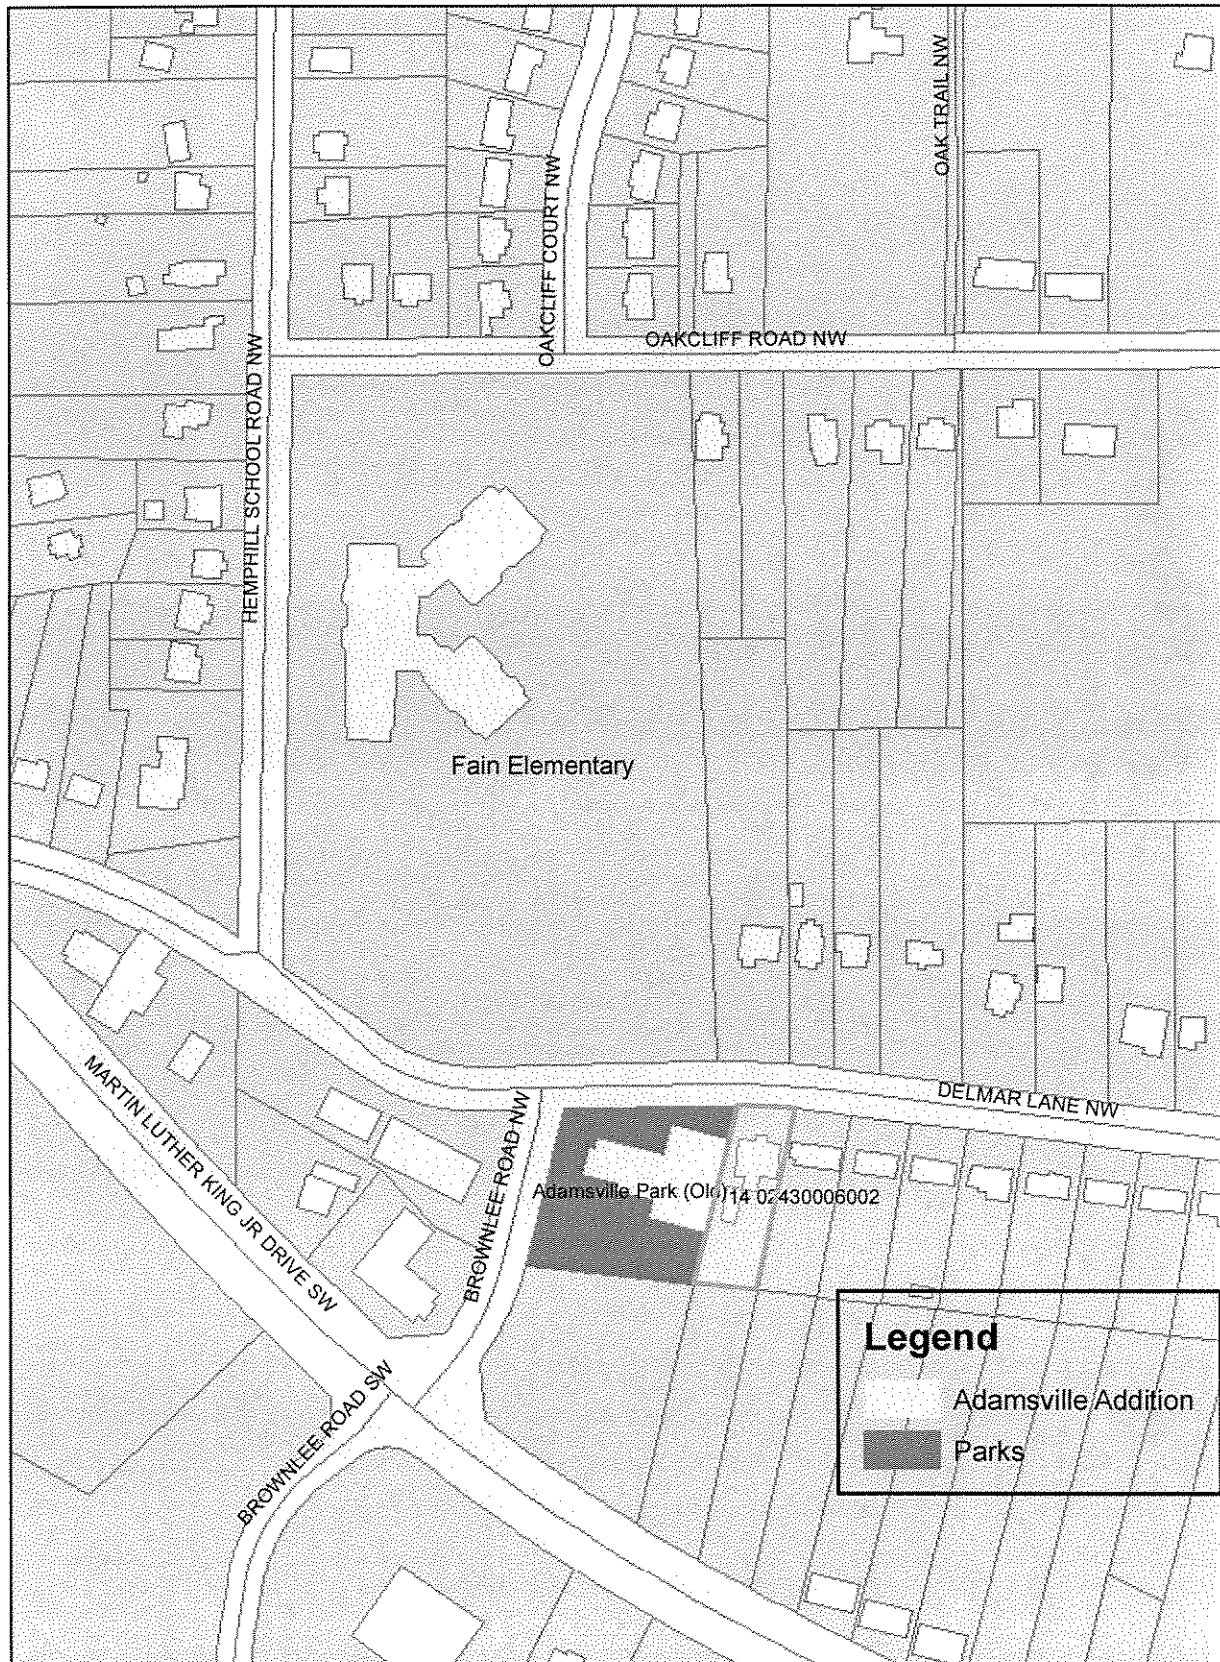 OAK TRAIL NW
OAKCLIFF COURT NW
OAKCLIFF ROAD NW
HEMPHILL SCHOOL ROAD NW
Fain Elementary
MARTIN LUTHER KING JR DRIVE SW
DELMAR LANE NW
BROWNLEE ROAD NW
Adamsville Park (Old)
14 02430006002
BROWNLEE ROAD SW
Legend
Adamsville Addition
Parks